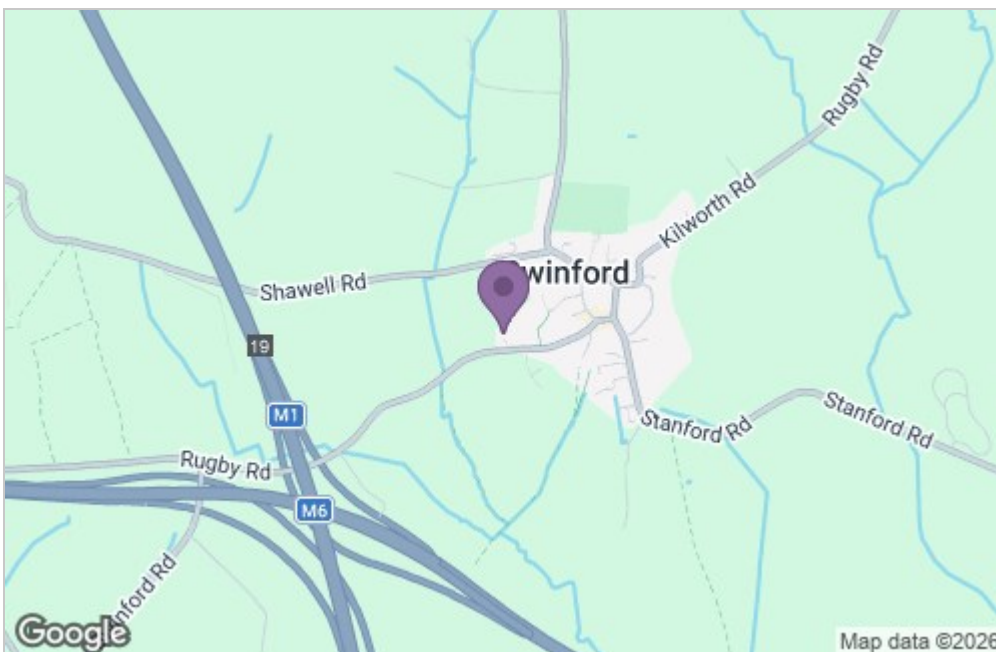 Rugby Rd
Kilworth Rd
winford
Shawell Rd
19
M1
Stanford Rd
Stanford Rd
Rugby Rd
M6
nford Rd
Google
Map data ©2026